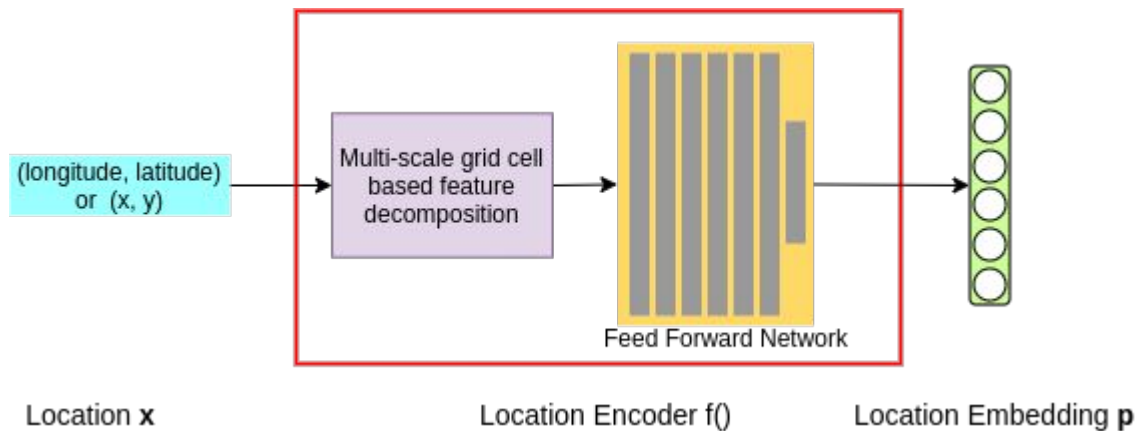 (longitude, latitude)
or (x, y)
Multi-scale grid cell
based feature
decomposition
Feed Forward Network
Location x
Location Encoder f()
Location Embedding p